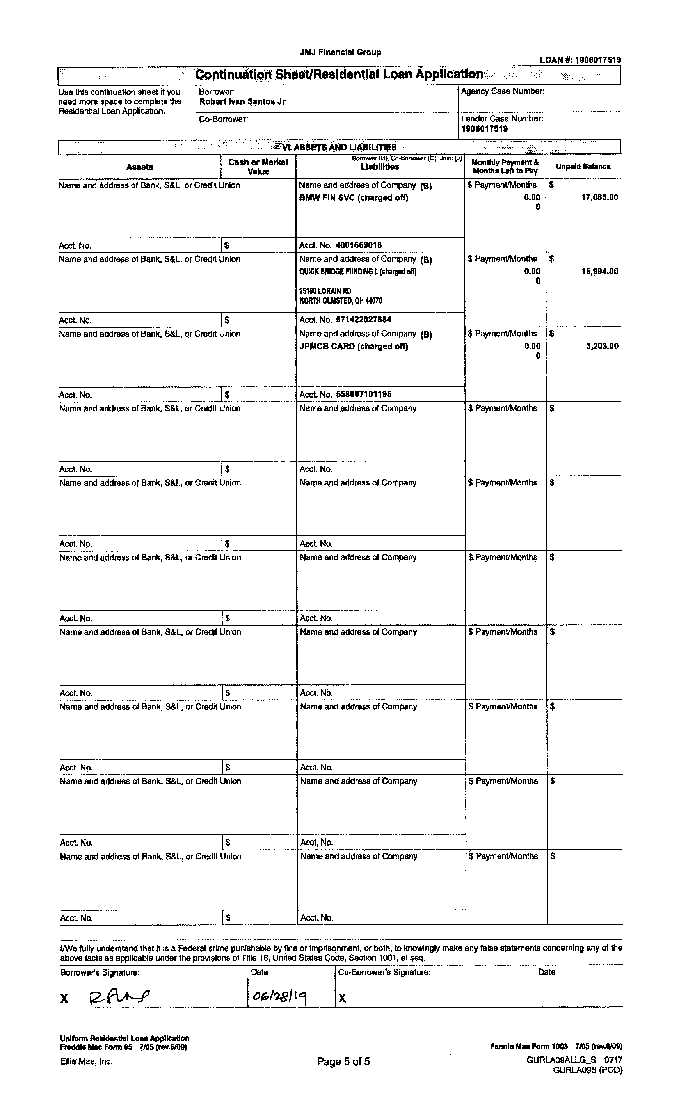 JMJ Financial Group
LOAN #: 1906017519
Continuation Sheet/Residential Loan Application
Use this continuation sheet if you
need more space to complete the
Residential Loan Application.
Borrower
Robert Ivan Santos Jr
Agency Case Number:
Co-Borrower
Lender Case Number:
1906017519
VI. ASSETS AND LIABILITIES
Assets
Cash or Market
Value
Liabilities
Monthly Payment &
Months Left to Pay
Unpaid Balance
Name and address of Bank, S&L, or Credit Union
Name and address of Company (B)
$ Payment/Months
$
BMW FIN SVC (charged off)
0.00
0
Acct. No.
$
Acct. No.
Name and address of Bank, S&L, or Credit Union
Name and address of Company (B)
$ Payment/Months
$
QUICK BRIDGE FUNDING L (charged off)
0.00
0
25190 LORAIN RD
NORTH OLMSTED, OH 44070
Acct. No.
$
Acct. No.
Name and address of Bank, S&L, or Credit Union
Name and address of Company (B)
$ Payment/Months
$
JPMCB CARD (charged off)
0.00
3,203.00
0
Acct. No.
$
Acct. No.
Name and address of Bank, S&L, or Credit Union
Name and address of Company
$ Payment/Months
$
Acct. No.
$
Acct. No.
Name and address of Bank, S&L, or Credit Union
Name and address of Company
$ Payment/Months
$
Acct. No.
$
Acct. No.
Name and address of Bank, S&L, or Credit Union
Name and address of Company
$ Payment/Months
$
Acct. No.
$
Acct. No.
Name and address of Bank, S&L, or Credit Union
Name and address of Company
$ Payment/Months
$
Acct. No.
$
Acct. No.
Name and address of Bank, S&L, or Credit Union
Name and address of Company
$ Payment/Months
$
Acct. No.
$
Acct. No.
Name and address of Bank, S&L, or Credit Union
Name and address of Company
$ Payment/Months
$
Acct. No.
$
Acct. No.
Name and address of Bank, S&L, or Credit Union
Name and address of Company
$ Payment/Months
$
Acct. No.
$
Acct. No.
I/We fully understand that it is a Federal crime punishable by fine or imprisonment, or both, to knowingly make any false statements concerning any of the
above facts as applicable under the provisions of Title 18, United States Code, Section 1001, et seq.
Borrower's Signature:
Date
Co-Borrower's Signature:
Date
X
06/28/19
X
Uniform Residential Loan Application
Freddie Mac Form 65 7/05 (rev.6/09)
Fannie Mae Form 1003 7/05 (rev.6/09)
Ellie Mae, Inc.
Page 5 of 5
GURLA09ALLG_S 0717
GURLA09S (POD)